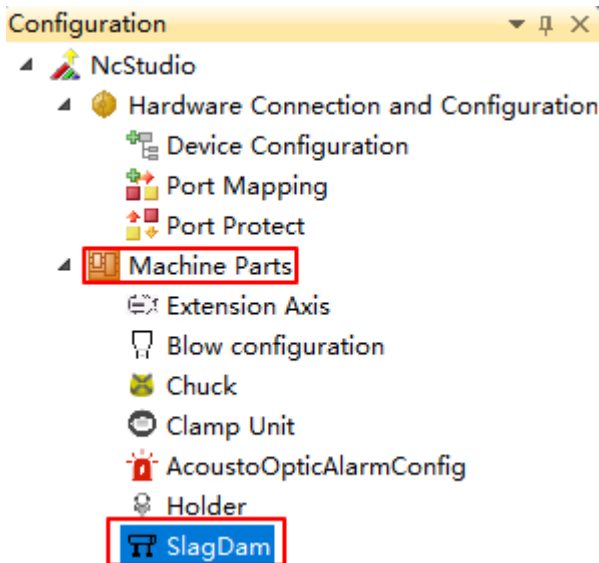 Configuration
NcStudio
Hardware Connection and Configuration
Device Configuration
Port Mapping
Port Protect
Machine Parts
Extension Axis
Blow configuration
Chuck
Clamp Unit
AcoustoOpticAlarmConfig
Holder
SlagDam